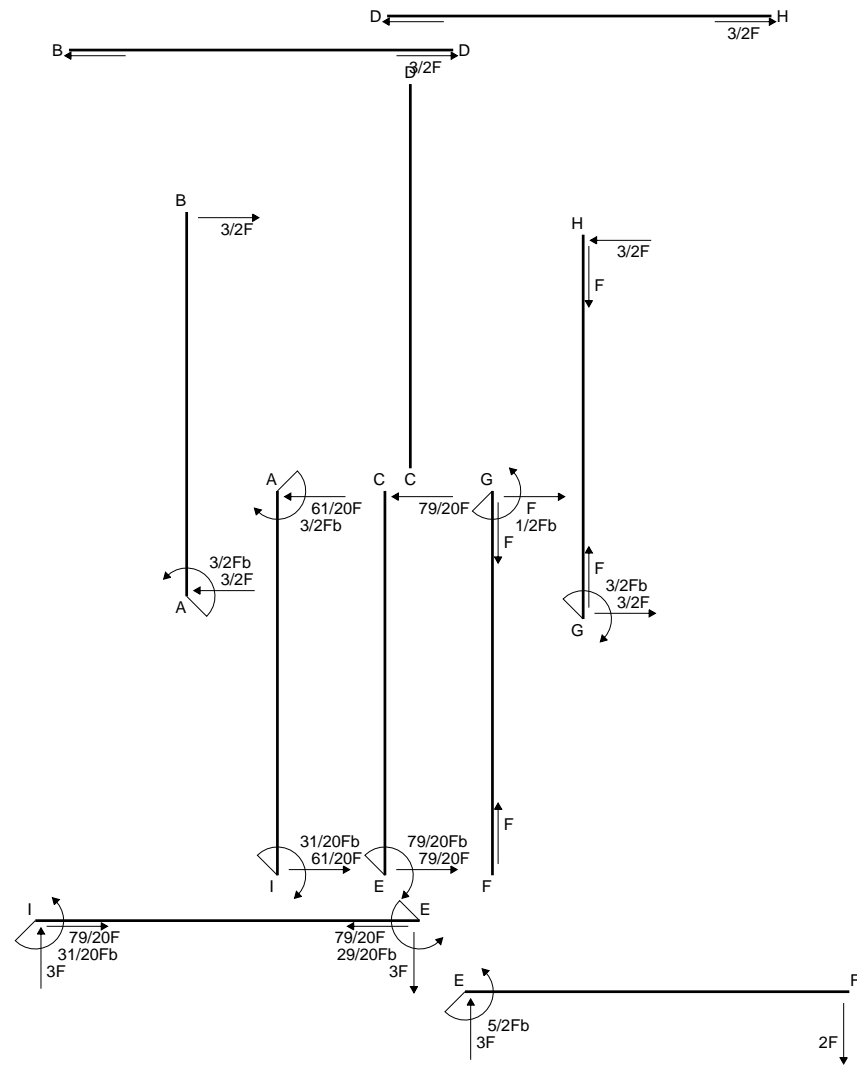 D
H
3/2F
B
D
3/2F
D
B
3/2F
H
3/2F
F
A
61/20F
3/2Fb
C
C
79/20F
G
F
1/2Fb
F
3/2Fb
3/2F
A
F
3/2Fb
3/2F
G
F
31/20Fb
61/20F
I
79/20Fb
79/20F
E
F
I
79/20F
31/20Fb
3F
E
79/20F
29/20Fb
3F
E
5/2Fb
3F
F
2F